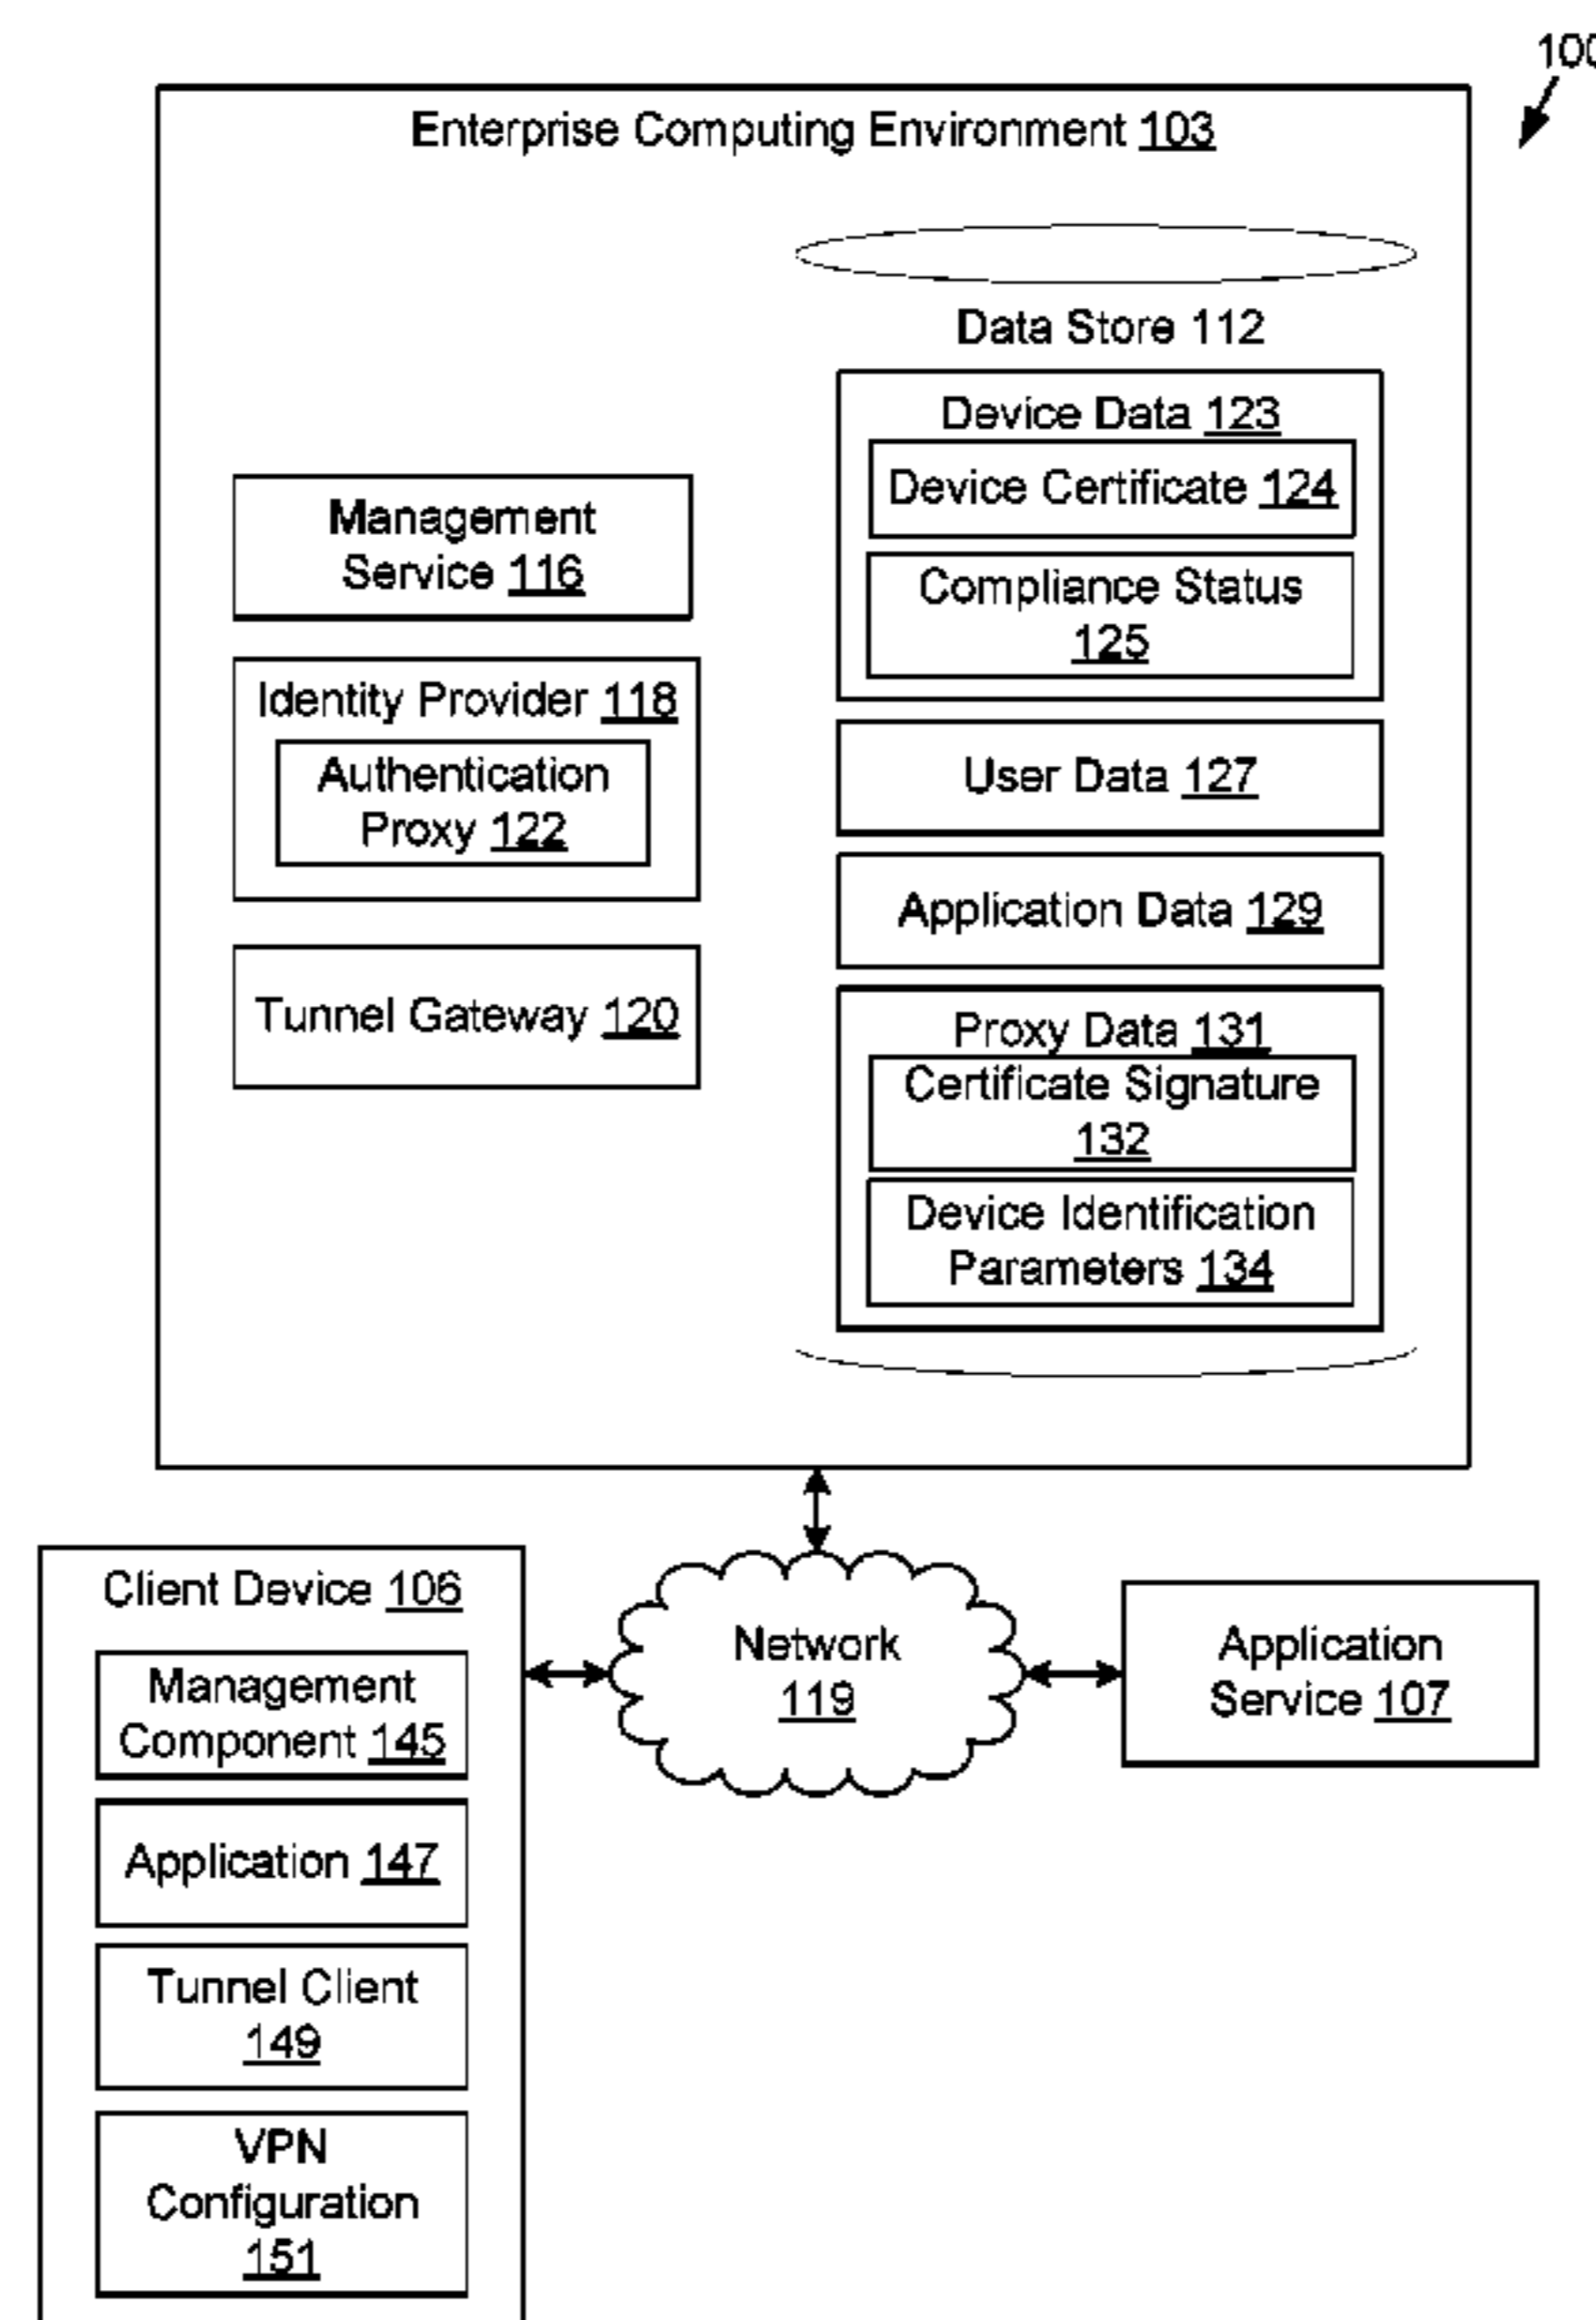 100
Enterprise Computing Environment 103
Data Store 112
Device Data 123
Device Certificate 124
Compliance Status
125
User Data 127
Application Data 129
Proxy Data 131
Certificate Signature
132
Device Identification
Parameters 134
Management
Service 116
Identity Provider 118
Authentication
Proxy 122
Tunnel Gateway 120
Client Device 106
Management
Component 145
Application 147
Tunnel Client
149
VPN
Configuration
151
Network
119
Application
Service 107